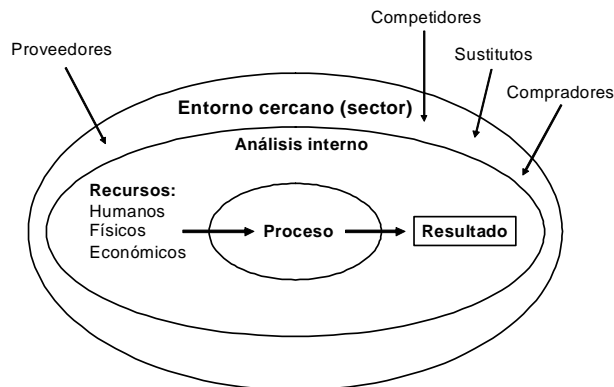 Competidores
Proveedores
Sustitutos
Compradores
Entorno cercano (sector)
Análisis interno
Recursos:
Humanos
Físicos
Económicos
Proceso
Resultado